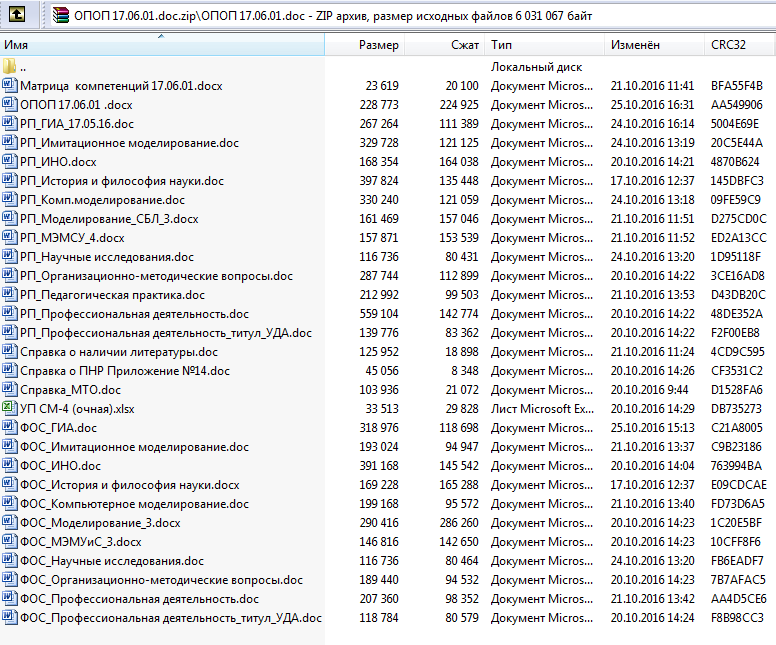 ОПОП 17.06.01.doc.zip\ОПОП 17.06.01.doc - ZIP архив, размер исходных файлов 6 031 067 байт
Имя Размер Сжат Тип Изменён CRC32
.. Локальный диск
Матрица компетенций 17.06.01.docx 23 619 20 100 Документ Micros... 21.10.2016 11:41 BFA55F4B
ОПОП 17.06.01 .docx 228 773 224 925 Документ Micros... 25.10.2016 16:31 AA549906
РП_ГИА_17.05.16.doc 267 264 111 389 Документ Micros... 24.10.2016 16:14 5004E69E
РП_Имитационное моделирование.doc 329 728 121 125 Документ Micros... 24.10.2016 13:19 20C5E44A
РП_ИНО.docx 168 354 164 038 Документ Micros... 20.10.2016 14:21 4870B624
РП_История и философия науки.doc 397 824 135 448 Документ Micros... 17.10.2016 12:37 145DBFC3
РП_Комп.моделирование.doc 330 240 121 059 Документ Micros... 24.10.2016 13:18 09FE59C9
РП_Моделирование_СБЛ_3.docx 161 469 157 046 Документ Micros... 21.10.2016 11:51 D275CD0C
РП_МЭМСУ_4.docx 157 871 153 539 Документ Micros... 21.10.2016 11:52 ED2A13CC
РП_Научные исследования.doc 116 736 80 431 Документ Micros... 24.10.2016 13:20 1D95118F
РП_Организационно-методические вопросы.doc 287 744 112 899 Документ Micros... 20.10.2016 14:22 3CE16AD8
РП_Педагогическая практика.doc 212 992 99 503 Документ Micros... 21.10.2016 13:53 D43DB20C
РП_Профессиональная деятельность.doc 559 104 142 774 Документ Micros... 20.10.2016 14:22 48DE352A
РП_Профессиональная деятельность_титул_УДА.doc 139 776 83 362 Документ Micros... 20.10.2016 14:22 F2F00EB8
Справка о наличии литературы.doc 125 952 18 898 Документ Micros... 21.10.2016 11:24 4CD9C595
Справка о ПНР Приложение №14.doc 45 056 8 348 Документ Micros... 20.10.2016 14:26 CF3531C2
Справка_МТО.doc 103 936 21 072 Документ Micros... 20.10.2016 9:44 D1528FA6
УП СМ-4 (очная).xlsx 33 513 29 828 Лист Microsoft Ex... 20.10.2016 14:29 DB735273
ФОС_ГИА.doc 318 976 118 698 Документ Micros... 25.10.2016 15:13 C21A8005
ФОС_Имитационное моделирование.doc 193 024 94 947 Документ Micros... 21.10.2016 13:37 C9B23186
ФОС_ИНО.doc 391 168 145 542 Документ Micros... 20.10.2016 14:04 763994BA
ФОС_История и философия науки.docx 169 228 165 288 Документ Micros... 17.10.2016 12:37 E09CDCAE
ФОС_Компьютерное моделирование.doc 199 168 95 572 Документ Micros... 21.10.2016 13:40 FD73D6A5
ФОС_Моделирование_3.docx 290 416 286 260 Документ Micros... 20.10.2016 14:23 1C20E5BF
ФОС_МЭМУиС_3.docx 146 816 142 650 Документ Micros... 20.10.2016 14:23 10CFF8F6
ФОС_Научные исследования.doc 116 736 80 464 Документ Micros... 24.10.2016 13:20 FB6EADF7
ФОС_Организационно-методические вопросы.doc 189 440 94 532 Документ Micros... 20.10.2016 14:23 7B7AFAC5
ФОС_Профессиональная деятельность.doc 207 360 98 352 Документ Micros... 21.10.2016 13:42 AA4D5CE6
ФОС_Профессиональная деятельность_титул_УДА.doc 118 784 80 579 Документ Micros... 20.10.2016 14:24 F8B98CC3